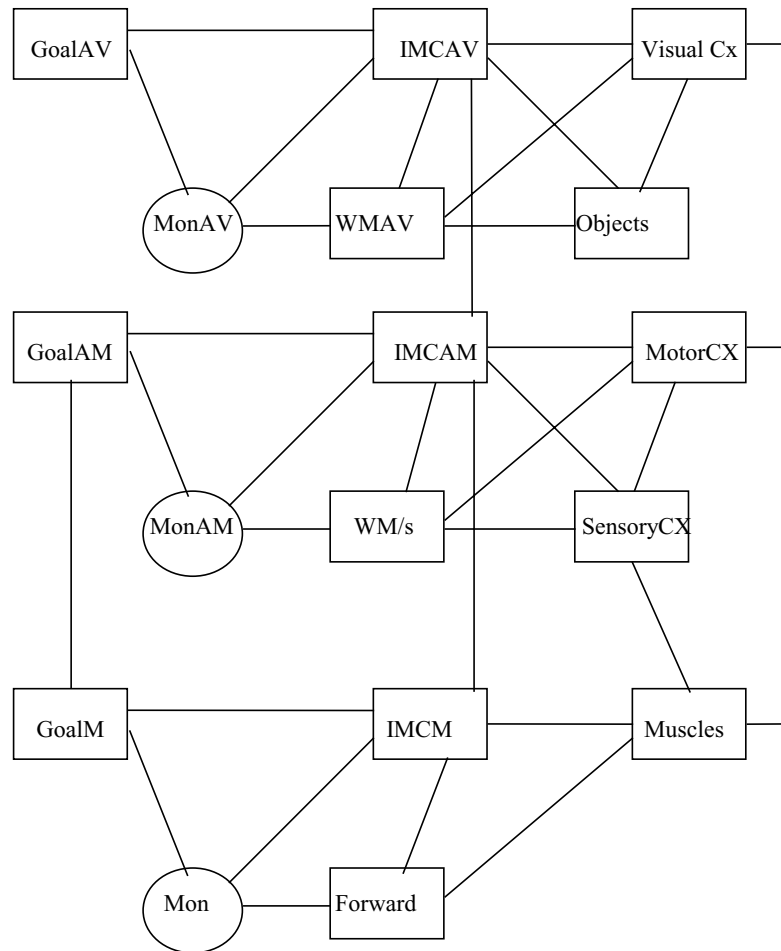 GoalAV
IMCAV
Visual Cx
MonAV
WMAV
Objects
GoalAM
IMCAM
MotorCX
MonAM
WM/s
SensoryCX
GoalM
IMCM
Muscles
Mon
Forward